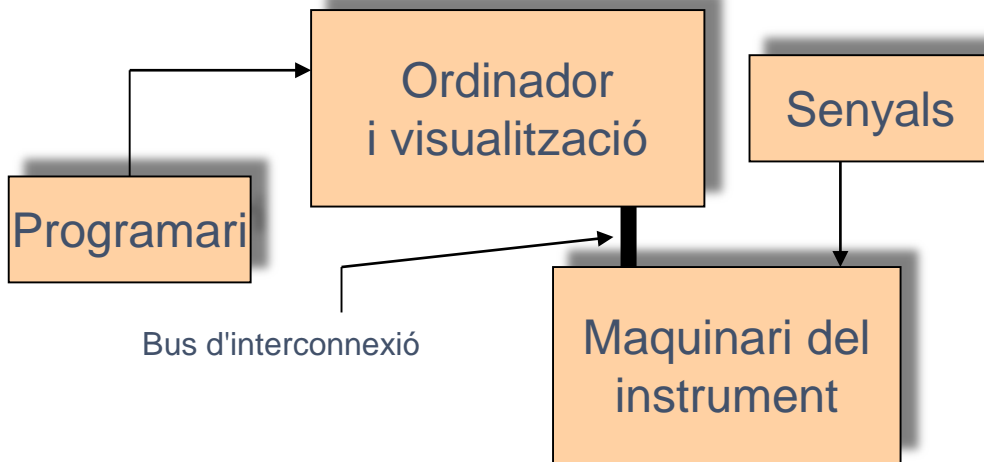 Ordinador
i visualització
Senyals
Programari
Bus d'interconnexió
Maquinari del
instrument